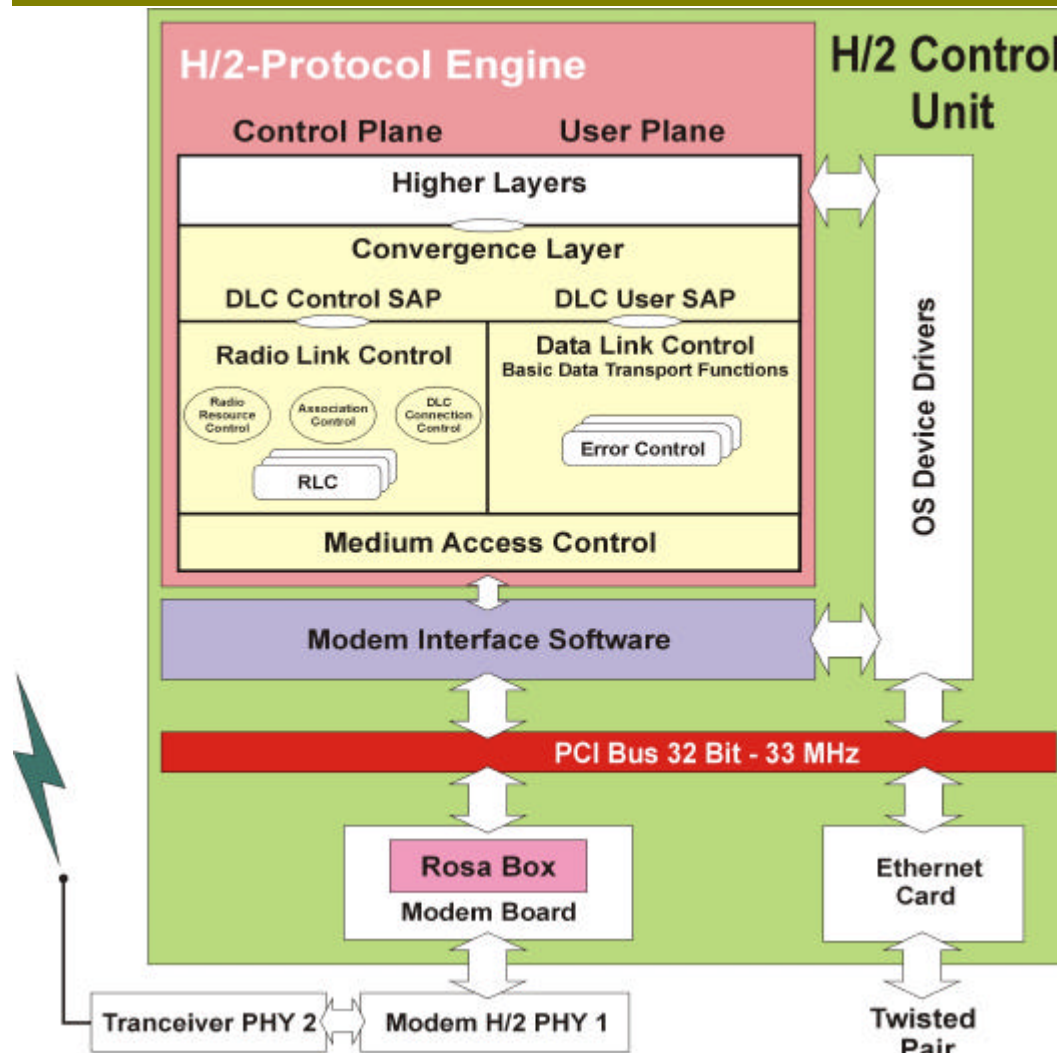 H/2-Protocol Engine
H/2 Control
Unit
Control Plane
User Plane
Higher Layers
Convergence Layer
DLC Control SAP
DLC User SAP
Radio Link Control
Data Link Control
Basic Data Transport Functions
Radio
Resource
Control
Association
Control
DLC
Connection
Control
RLC
Error Control
Medium Access Control
OS Device Drivers
Modem Interface Software
PCI Bus 32 Bit - 33 MHz
Rosa Box
Modem Board
Ethernet
Card
Tranceiver PHY 2
Modem H/2 PHY 1
Twisted
Pair